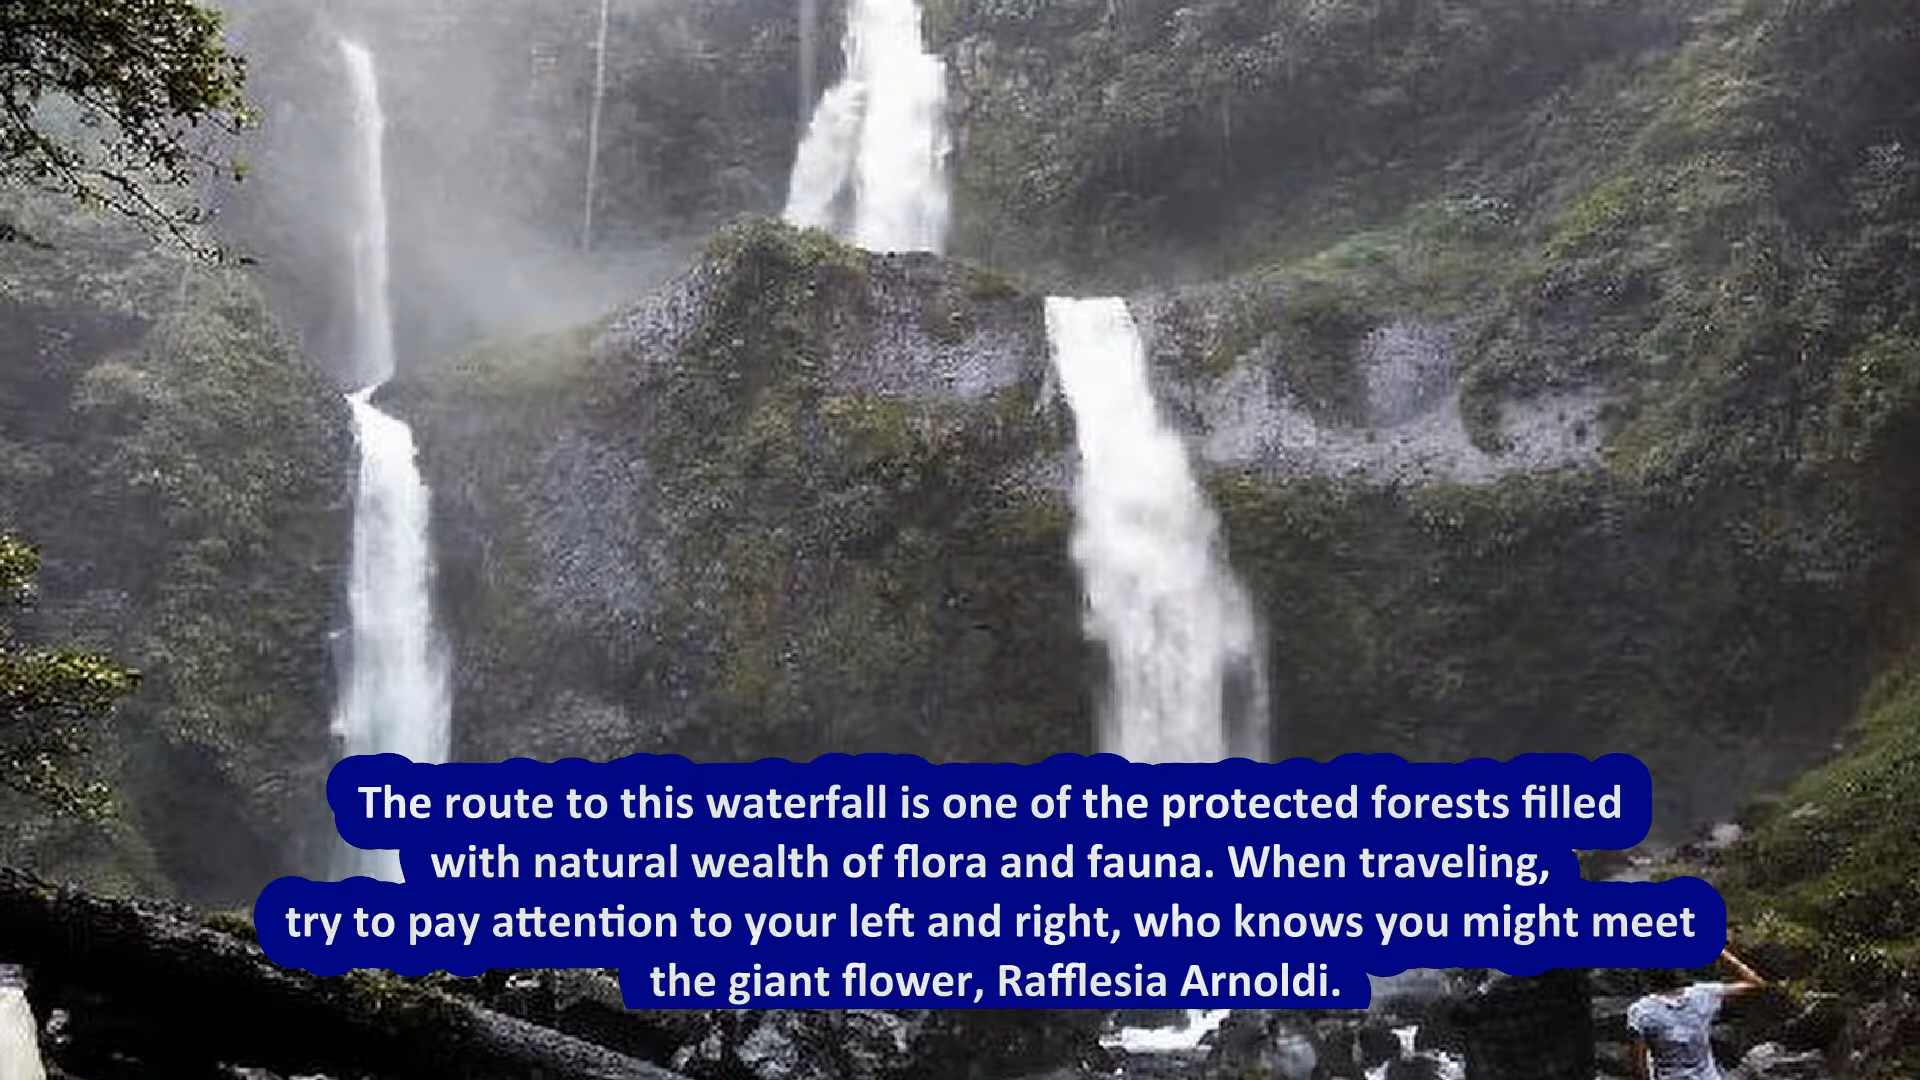 The route to this waterfall is one of the protected forests filled
with natural wealth of flora and fauna. When traveling,
try to pay attention to your left and right, who knows you might meet
the giant flower, Rafflesia Arnoldi.